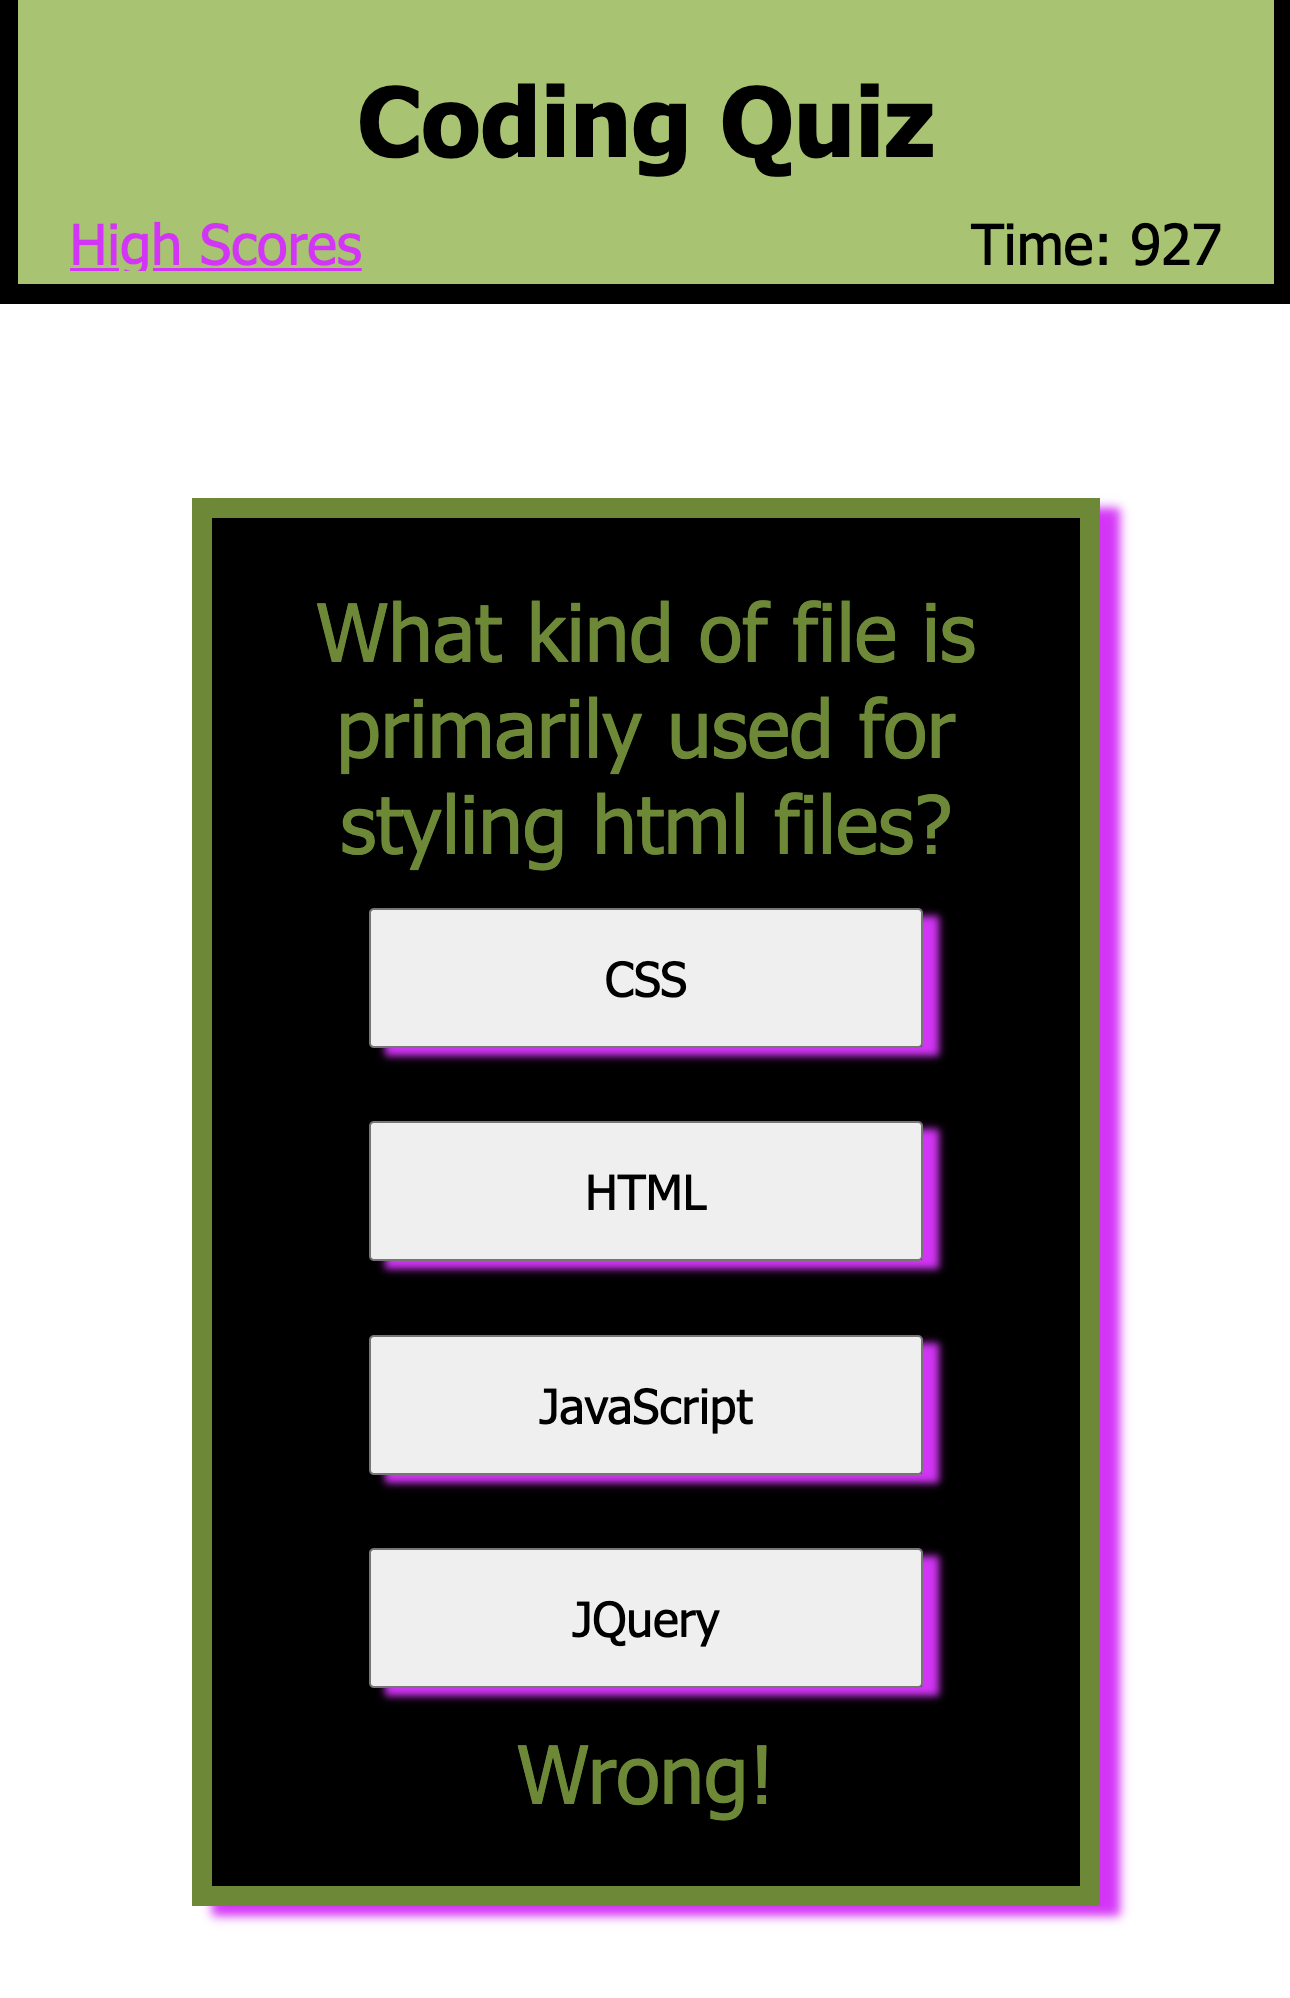 Coding Quiz
High Scores
Time: 927
What kind of file is
primarily used for
styling html files?
CSS
HTML
JavaScript
JQuery
Wrong!